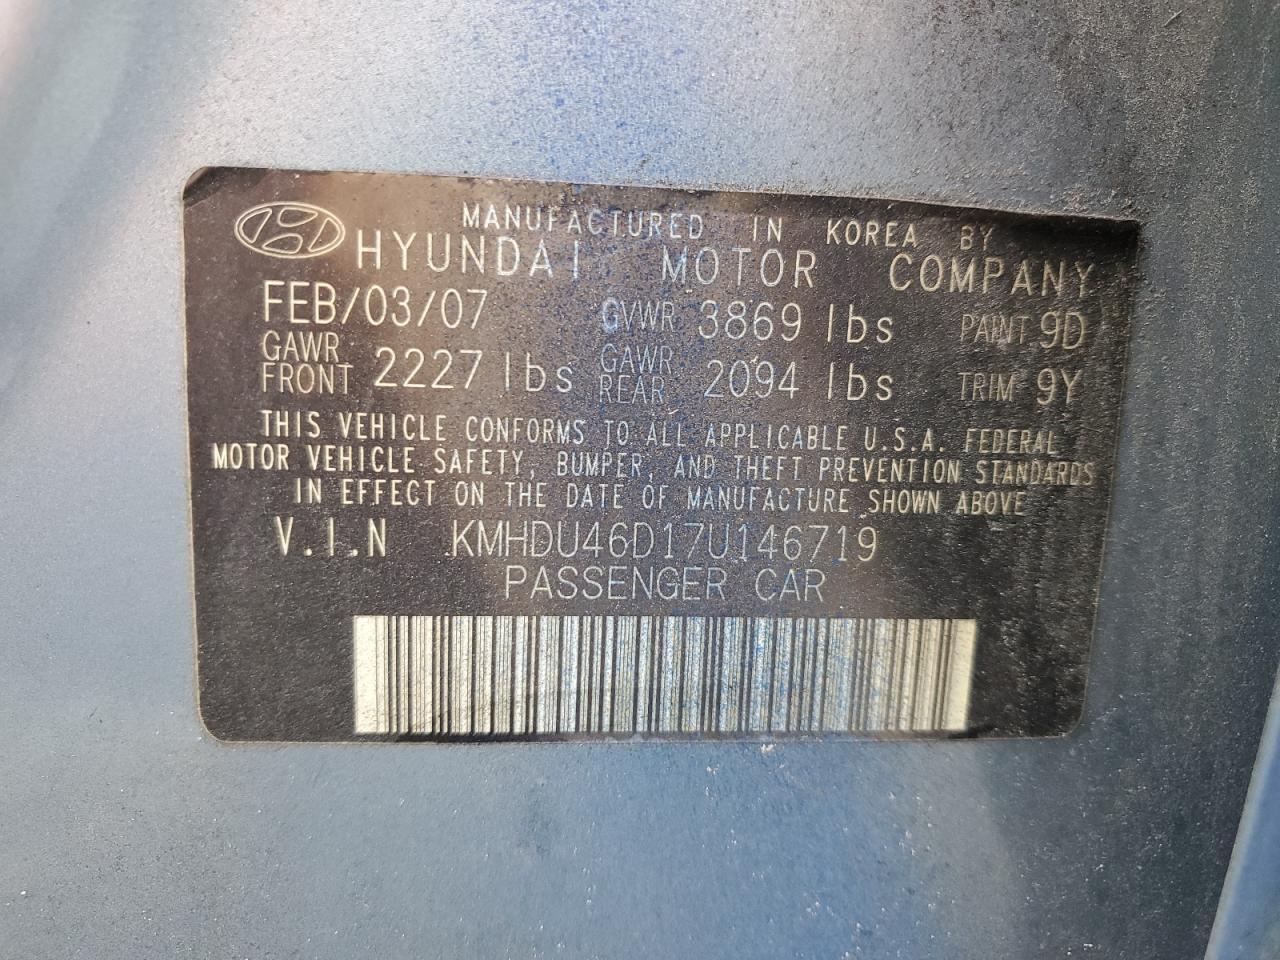 MANUFACTURED IN KOREA BY
HYUNDAI MOTOR COMPANY
FEB/03/07 GVWR 3869 lbs PAINT 9D
GAWR FRONT 2227 lbs GAWR REAR 2094 lbs TRIM 9Y
THIS VEHICLE CONFORMS TO ALL APPLICABLE U.S.A. FEDERAL
MOTOR VEHICLE SAFETY, BUMPER, AND THEFT PREVENTION STANDARDS
IN EFFECT ON THE DATE OF MANUFACTURE SHOWN ABOVE
V.I.N KMHDU46D17U146719
PASSENGER CAR